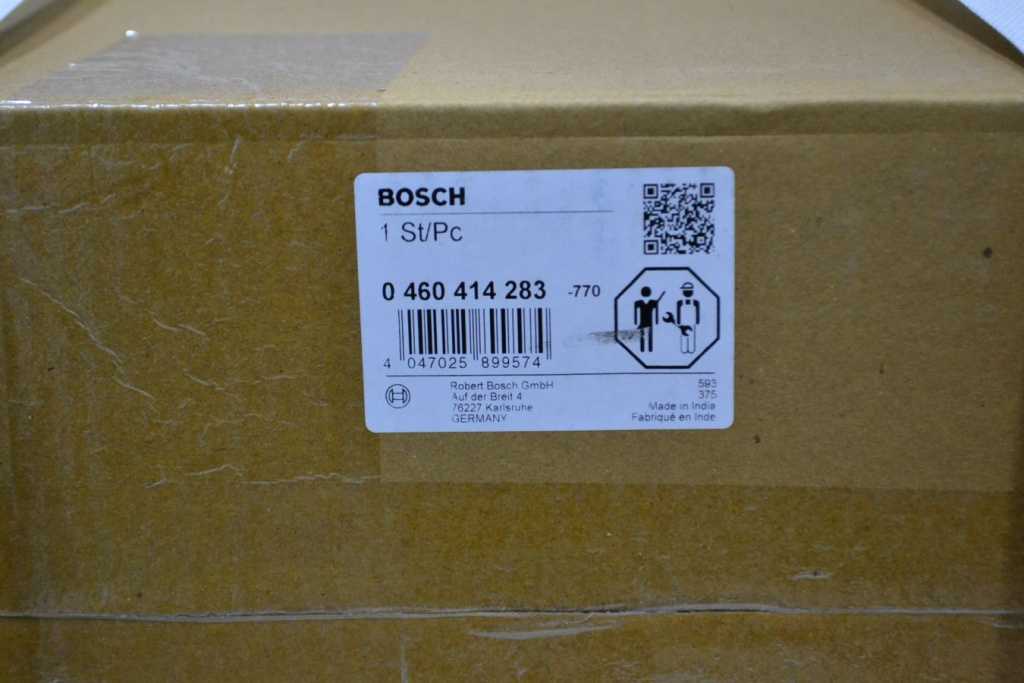 BOSCH
1 St/Pc
0 460 414 283 -770
4 047025 899574
Robert Bosch GmbH
Auf der Breit 4
76227 Karlsruhe
GERMANY
593
375
Made in India
Fabriqué en Inde